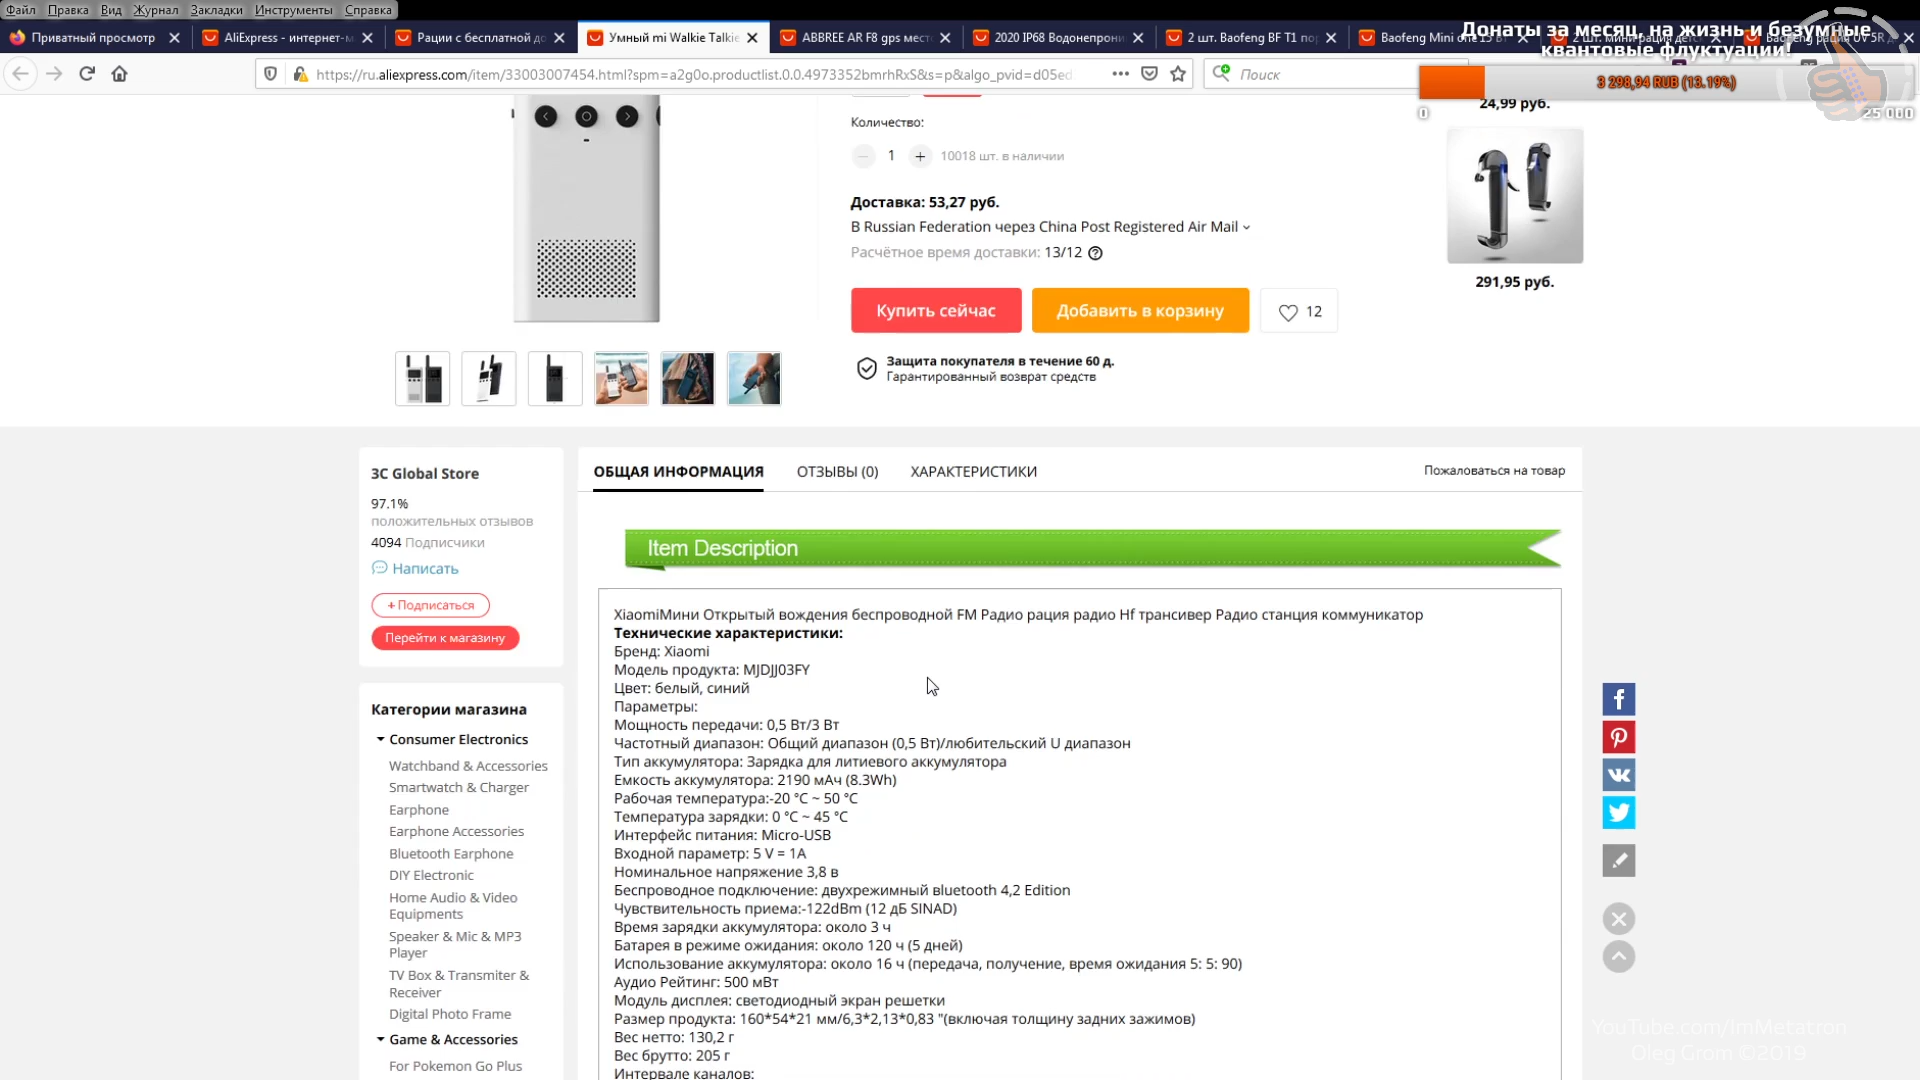 Файл Правка Вид Журнал Закладки Инструменты Справка
Приватный просмотр
AliExpress - интернет-м
Рации с бесплатной до
Умный mi Walkie Talkie
ABBREE AR F8 gps мест
2020 IP68 Водонепрони
2 шт. Baofeng BF T1 по
Baofeng Mini one
Донаты за месяц, на жизнь и безумные
квантовые флуктуации!
3 298,94 RUB (13.19%)
0
25 000
https://ru.aliexpress.com/item/33003007454.html?spm=a2g0o.productlist.0.0.4973352bmrhRxS&s=p&algo_pvid=d05ed
Поиск
24,99 руб.
Количество:
1
10018 шт. в наличии
Доставка: 53,27 руб.
В Russian Federation через China Post Registered Air Mail
Расчётное время доставки: 13/12
291,95 руб.
Купить сейчас
Добавить в корзину
12
Защита покупателя в течение 60 д.
Гарантированный возврат средств
3C Global Store
97.1%
положительных отзывов
4094 Подписчики
Написать
+ Подписаться
Перейти к магазину
Категории магазина
Consumer Electronics
Watchband & Accessories
Smartwatch & Charger
Earphone
Earphone Accessories
Bluetooth Earphone
DIY Electronic
Home Audio & Video
Equipments
Speaker & Mic & MP3
Player
TV Box & Transmiter &
Receiver
Digital Photo Frame
Game & Accessories
For Pokemon Go Plus
ОБЩАЯ ИНФОРМАЦИЯ
ОТЗЫВЫ (0)
ХАРАКТЕРИСТИКИ
Пожаловаться на товар
Item Description
XiaomiМини Открытый вождения беспроводной FM Радио рация радио Hf трансивер Радио станция коммуникатор
Технические характеристики:
Бренд: Xiaomi
Модель продукта: MJDJJ03FY
Цвет: белый, синий
Параметры:
Мощность передачи: 0,5 Вт/3 Вт
Частотный диапазон: Общий диапазон (0,5 Вт)/любительский U диапазон
Тип аккумулятора: Зарядка для литиевого аккумулятора
Емкость аккумулятора: 2190 мАч (8.3Wh)
Рабочая температура:-20 °C ~ 50 °C
Температура зарядки: 0 °C ~ 45 °C
Интерфейс питания: Micro-USB
Входной параметр: 5 V = 1A
Номинальное напряжение 3,8 в
Беспроводное подключение: двухрежимный bluetooth 4,2 Edition
Чувствительность приема:-122dBm (12 дБ SINAD)
Время зарядки аккумулятора: около 3 ч
Батарея в режиме ожидания: около 120 ч (5 дней)
Использование аккумулятора: около 16 ч (передача, получение, время ожидания 5: 5: 90)
Аудио Рейтинг: 500 мВт
Модуль дисплея: светодиодный экран решетки
Размер продукта: 160*54*21 мм/6,3*2,13*0,83 "(включая толщину задних зажимов)
Вес нетто: 130,2 г
Вес брутто: 205 г
Интервале каналов:
YouTube.com/ImMetatron
Oleg Grom ©2019